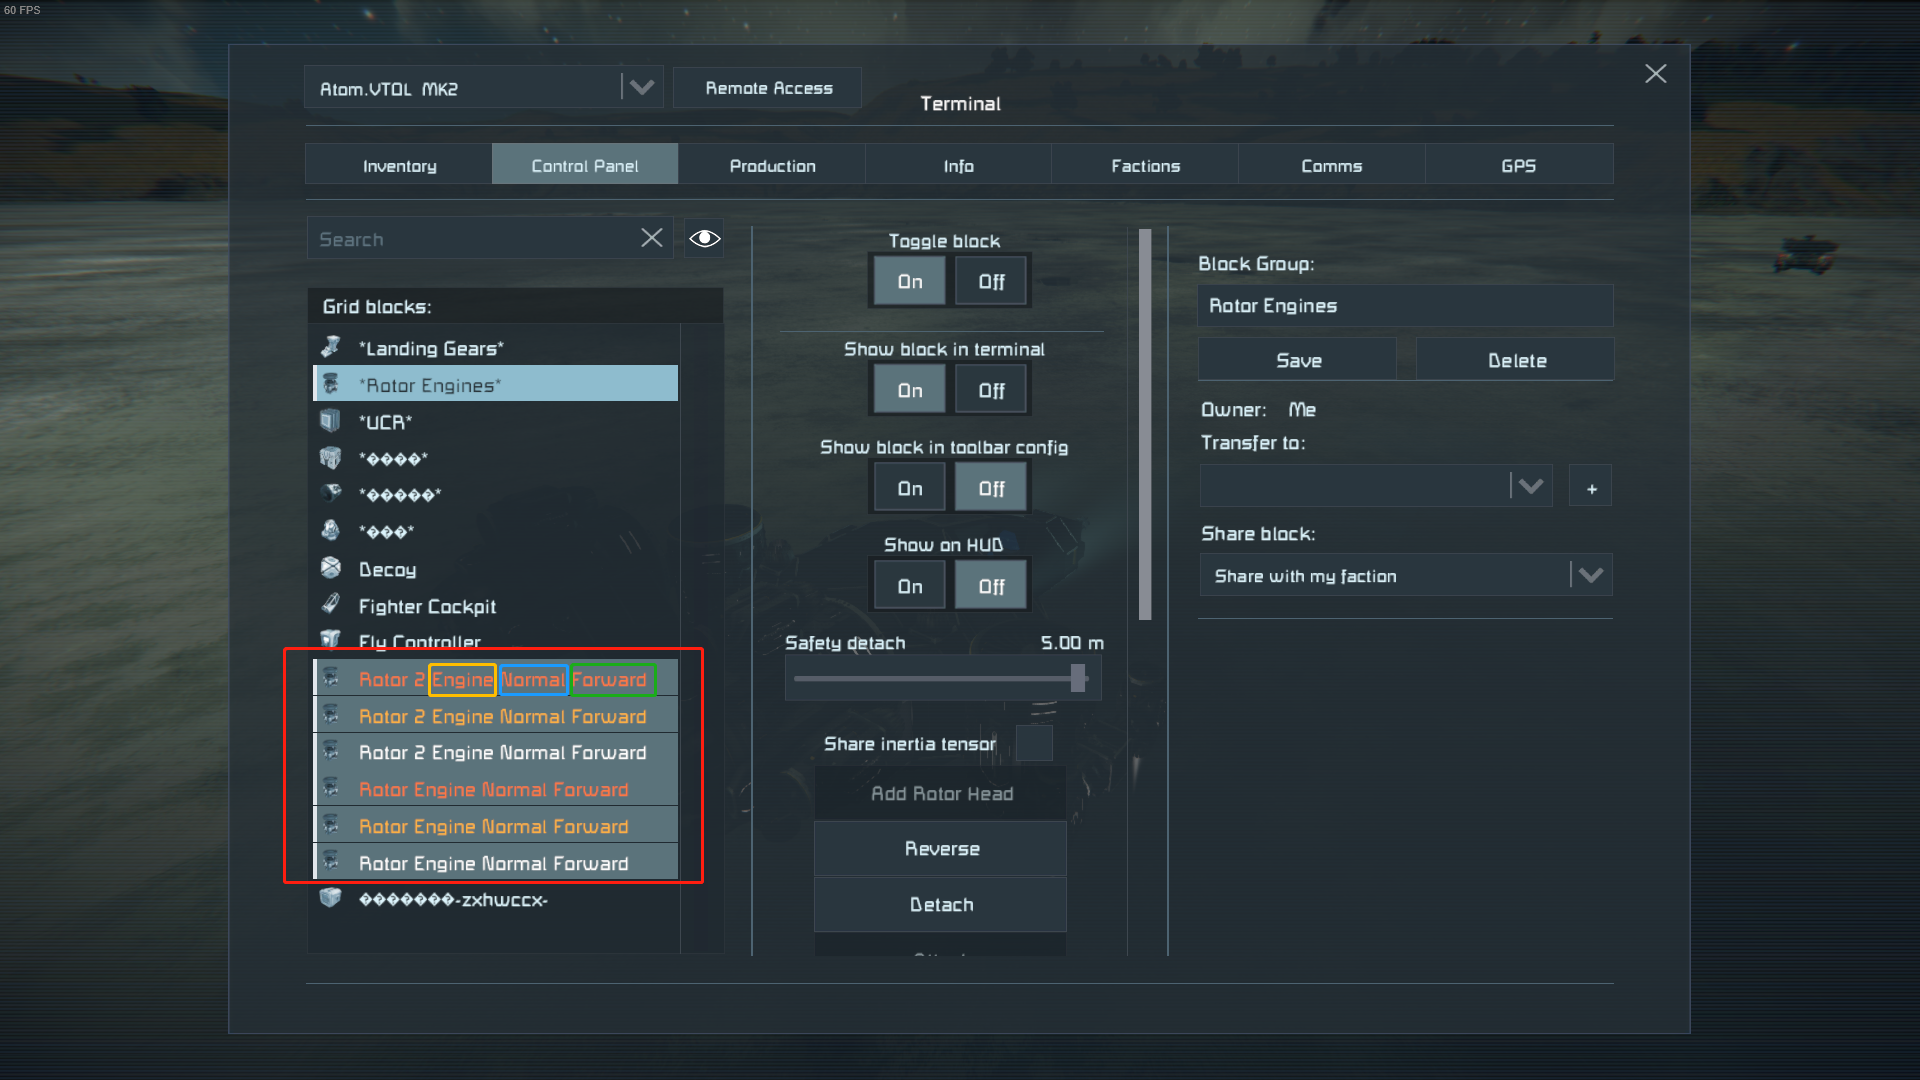 60 FPS
Atom.VTOL MK2
Remote Access
Terminal
Inventory
Control Panel
Production
Info
Factions
Comms
GPS
Search
Grid blocks:
*Landing Gears*
*Rotor Engines*
*UCR*
*����*
*�����*
*���*
Decoy
Fighter Cockpit
Fly Controller
Rotor 2 Engine Normal Forward
Rotor 2 Engine Normal Forward
Rotor 2 Engine Normal Forward
Rotor Engine Normal Forward
Rotor Engine Normal Forward
Rotor Engine Normal Forward
�������-zxhwccx-
Toggle block
On Off
Show block in terminal
On Off
Show block in toolbar config
On Off
Show on HUD
On Off
Safety detach 5.00 m
Share inertia tensor
Add Rotor Head
Reverse
Detach
Block Group:
Rotor Engines
Save
Delete
Owner: Me
Transfer to:
+
Share block:
Share with my faction